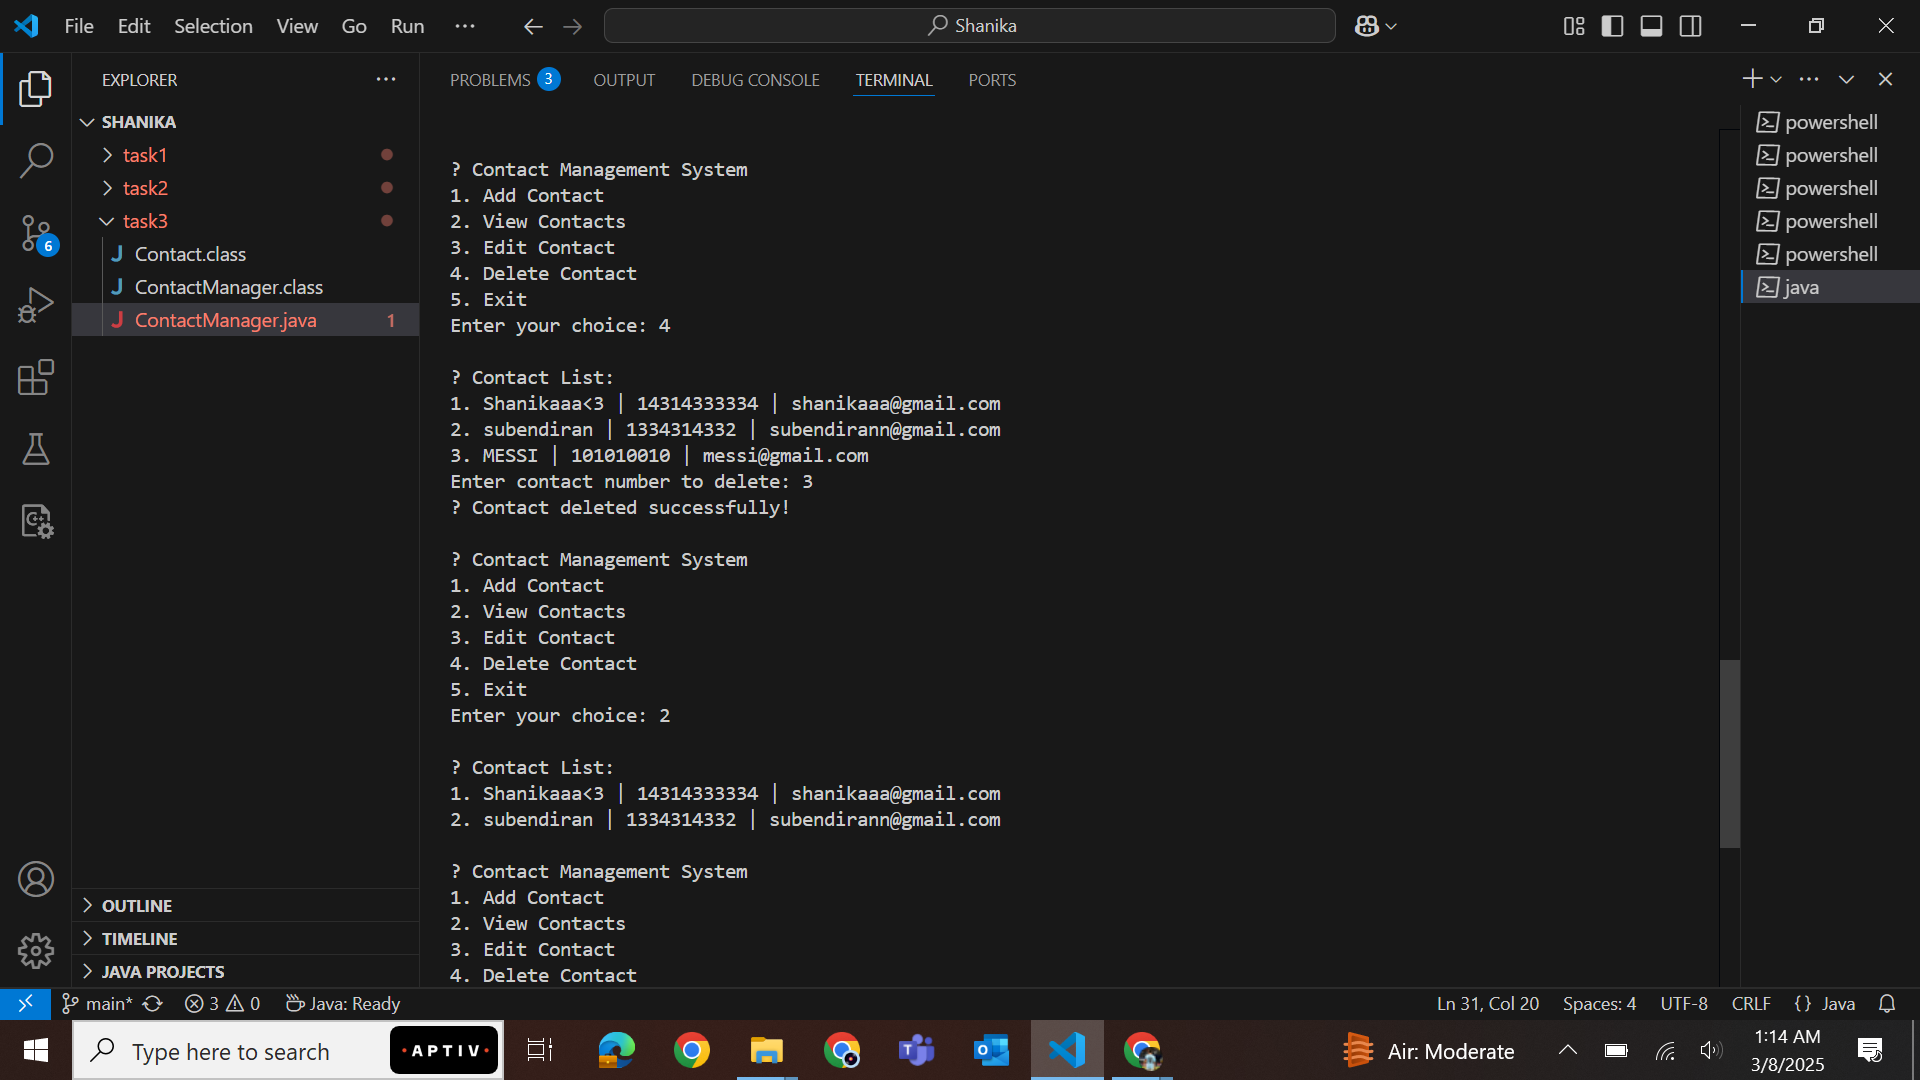 File Edit Selection View Go Run ...
Shanika
EXPLORER ...
SHANIKA
task1
task2
task3
Contact.class
ContactManager.class
ContactManager.java 1
6
OUTLINE
TIMELINE
JAVA PROJECTS
PROBLEMS 3 OUTPUT DEBUG CONSOLE TERMINAL PORTS
? Contact Management System
1. Add Contact
2. View Contacts
3. Edit Contact
4. Delete Contact
5. Exit
Enter your choice: 4
? Contact List:
1. Shanikaaa<3 | 14314333334 | shanikaaa@gmail.com
2. subendiran | 1334314332 | subendirann@gmail.com
3. MESSI | 101010010 | messi@gmail.com
Enter contact number to delete: 3
? Contact deleted successfully!
? Contact Management System
1. Add Contact
2. View Contacts
3. Edit Contact
4. Delete Contact
5. Exit
Enter your choice: 2
? Contact List:
1. Shanikaaa<3 | 14314333334 | shanikaaa@gmail.com
2. subendiran | 1334314332 | subendirann@gmail.com
? Contact Management System
1. Add Contact
2. View Contacts
3. Edit Contact
4. Delete Contact
powershell
powershell
powershell
powershell
powershell
java
main* 3 0 Java: Ready Ln 31, Col 20 Spaces: 4 UTF-8 CRLF {} Java
Type here to search
·APTIV·
Air: Moderate
1:14 AM
3/8/2025